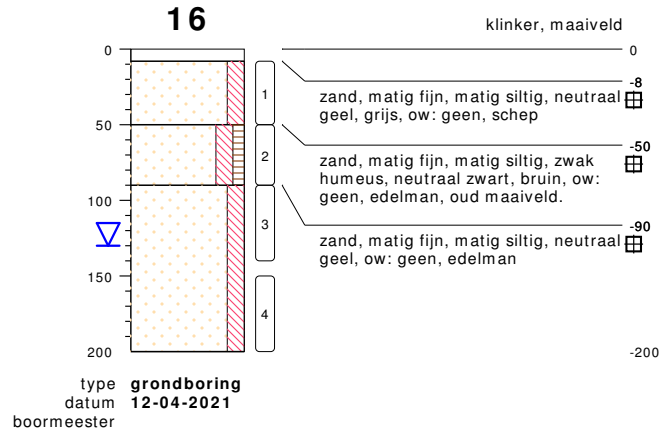 16
klinker, maaiveld
0
0
-8
1
zand, matig fijn, matig siltig, neutraal
geel, grijs, ow: geen, schep
50
-50
2
zand, matig fijn, matig siltig, zwak
humeus, neutraal zwart, bruin, ow:
geen, edelman, oud maaiveld.
100
3
-90
zand, matig fijn, matig siltig, neutraal
geel, ow: geen, edelman
150
4
200
-200
type grondboring
datum 12-04-2021
boormeester